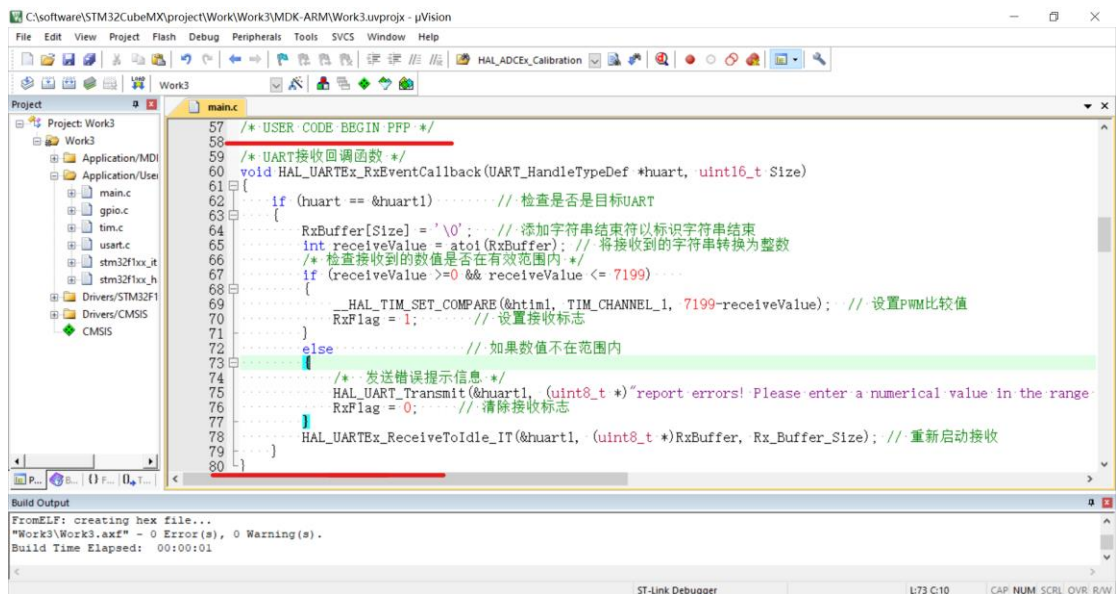 C:\software\STM32CubeMX\project\Work\Work3\MDK-ARM\Work3.uvprojx - µVision
File Edit View Project Flash Debug Peripherals Tools SVCS Window Help
HAL_ADCEx_Calibration
LOAD Work3
Project
main.c
Project: Work3
Work3
Application/MDI
Application/User
main.c
gpio.c
tim.c
usart.c
stm32f1xx_it
stm32f1xx_h
Drivers/STM32F1
Drivers/CMSIS
CMSIS
57 /* USER CODE BEGIN PFP */
58
59 /* UART接收回调函数 */
60 void HAL_UARTEx_RxEventCallback(UART_HandleTypeDef *huart, uint16_t Size)
61 {
62 if (huart == &huart1) // 检查是否是目标UART
63 {
64 RxBuffer[Size] = '\0'; // 添加字符串结束符以标识字符串结束
65 int receiveValue = atoi(RxBuffer); // 将接收到的字符串转换为整数
66 /* 检查接收到的数值是否在有效范围内 */
67 if (receiveValue >=0 && receiveValue <= 7199)
68 {
69 __HAL_TIM_SET_COMPARE(&htim1, TIM_CHANNEL_1, 7199-receiveValue); // 设置PWM比较值
70 RxFlag = 1; // 设置接收标志
71 }
72 else // 如果数值不在范围内
73 {
74 /* 发送错误提示信息 */
75 HAL_UART_Transmit(&huart1, (uint8_t *)"report errors! Please enter a numerical value in the range
76 RxFlag = 0; // 清除接收标志
77 }
78 HAL_UARTEx_ReceiveToIdle_IT(&huart1, (uint8_t *)RxBuffer, Rx_Buffer_Size); // 重新启动接收
79 }
80 }
P... B... {} F... 0 T...
Build Output
FromELF: creating hex file...
"Work3\Work3.axf" - 0 Error(s), 0 Warning(s).
Build Time Elapsed: 00:00:01
ST-Link Debugger L:73 C:10 CAP NUM SCRL OVR R/W